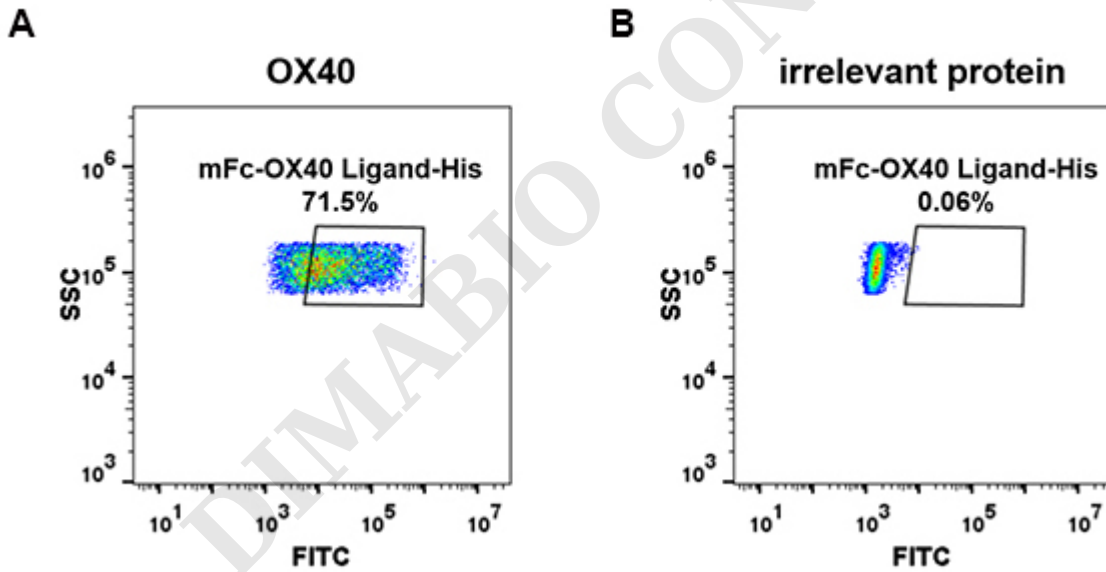 A
OX40
mFc-OX40 Ligand-His
71.5%
10^6
10^5
10^4
10^3
SSC
10^1
10^3
10^5
10^7
FITC
B
irrelevant protein
mFc-OX40 Ligand-His
0.06%
10^6
10^5
10^4
10^3
SSC
10^1
10^3
10^5
10^7
FITC
DIMABIO CON